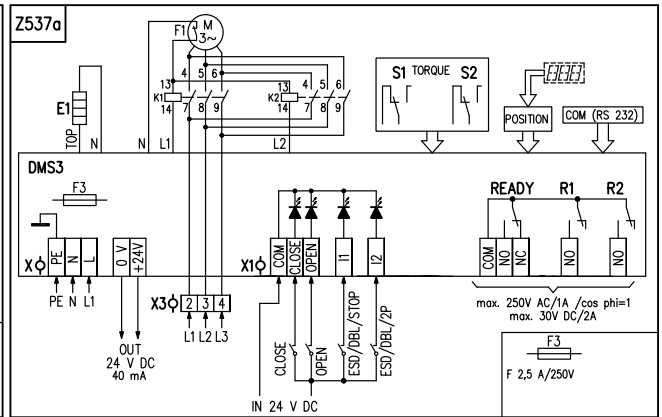 Z537a
F1 M
3~
S1 TORQUE S2
4 5 6
4 5 6
13
K1
14
7 8 9
13
K2
14
7 8 9
E1
TOP N
N L1 L2
POSITION
COM (RS 232)
DMS3
F3
READY R1 R2
X PE N L
0 V +24V
X1 COM CLOSE OPEN I1 I2
COM NO NC NO NO
PE N L1
X3 2 3 4
L1 L2 L3
OUT
24 V DC
40 mA
CLOSE OPEN ESD/DBL/STOP ESD/DBL/2P
IN 24 V DC
max. 250V AC/1A /cos phi=1
max. 30V DC/2A
F3
F 2,5 A/250V